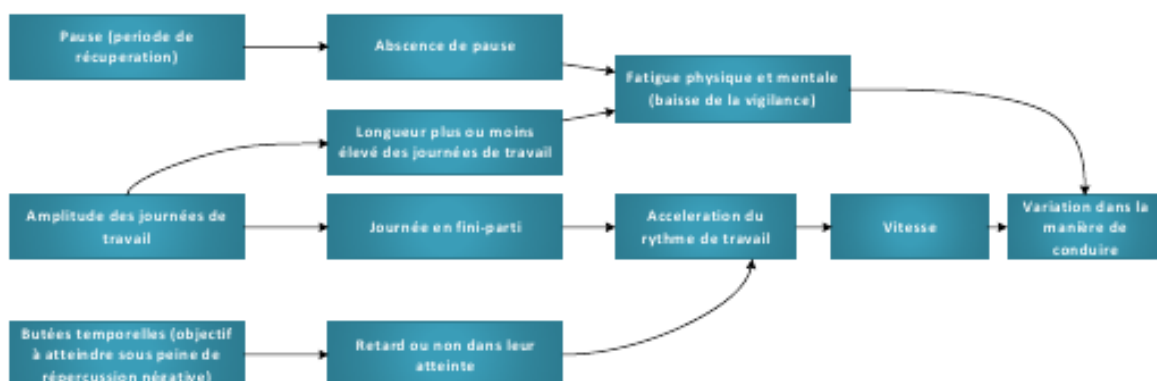 Pause (periode de
récuperation)
Abscence de pause
Fatigue physique et mentale
(baisse de la vigilance)
Longueur plus ou moins
élevé des journées de travail
Amplitude des journées de
travail
Journée en fini-parti
Acceleration du
rythme de travail
Vitesse
Variation dans la
manière de
conduire
Butées temporelles (objectif
à atteindre sous peine de
répercussion négative)
Retard ou non dans leur
atteinte